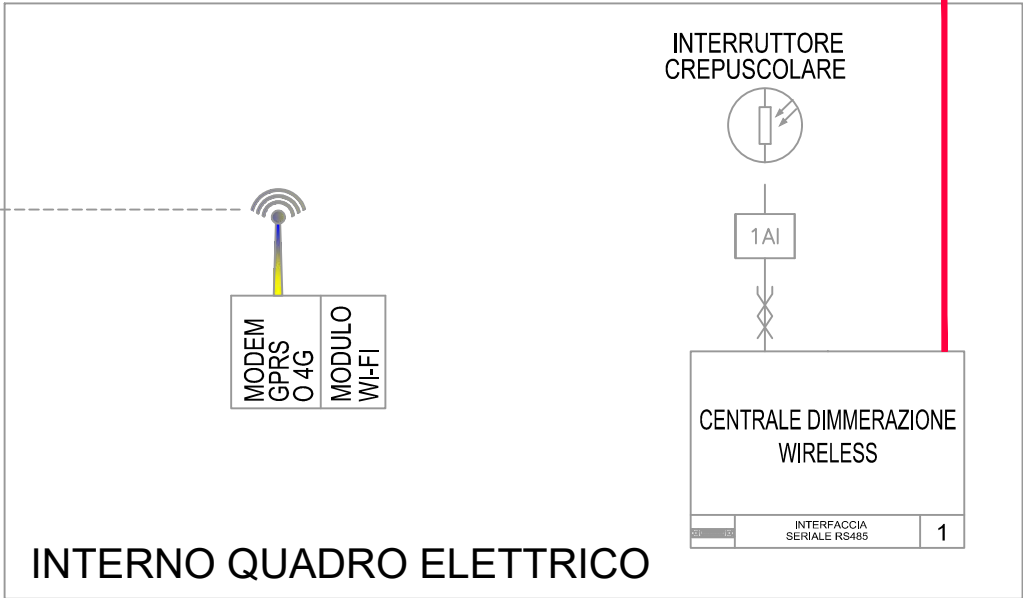 INTERRUTTORE
CREPUSCOLARE
1AI
MODEM
GPRS
O 4G
MODULO
WI-FI
CENTRALE DIMMERAZIONE
WIRELESS
INTERFACCIA
SERIALE RS485
1
INTERNO QUADRO ELETTRICO